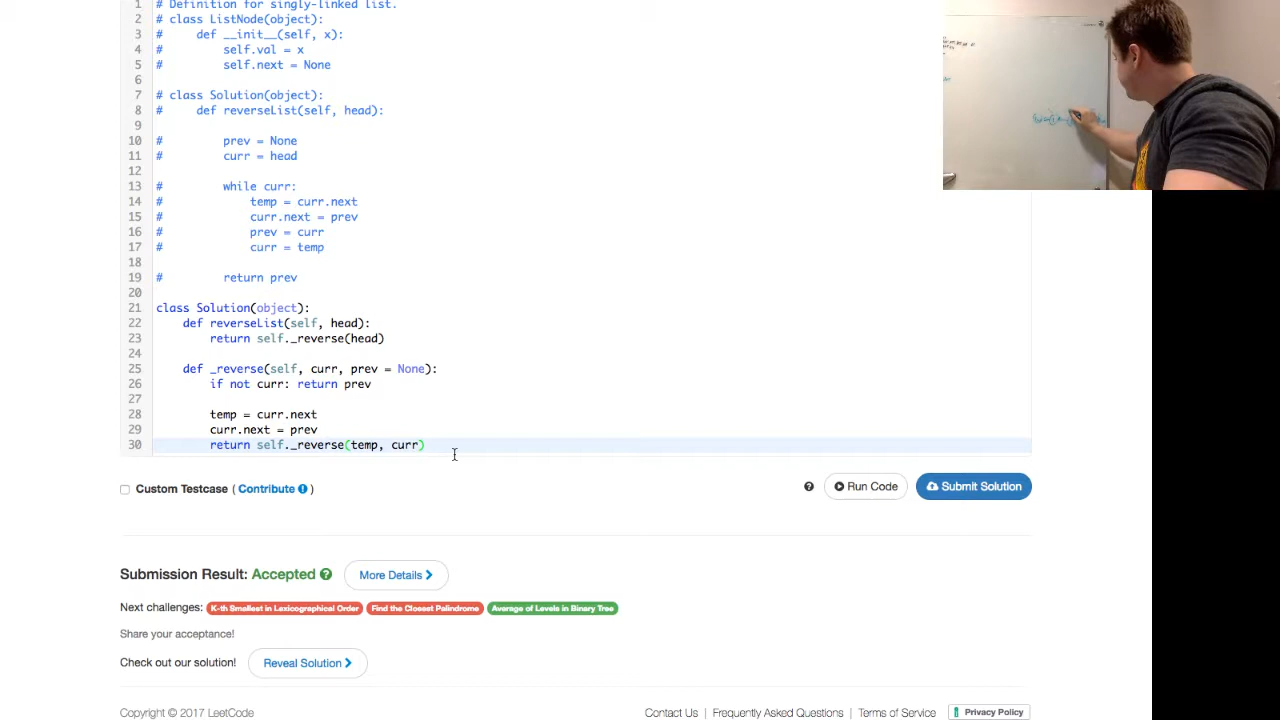 1 # Definition for singly-linked list.
2 # class ListNode(object):
3 #     def __init__(self, x):
4 #         self.val = x
5 #         self.next = None
6
7 # class Solution(object):
8 #     def reverseList(self, head):
9
10 #         prev = None
11 #         curr = head
12
13 #         while curr:
14 #             temp = curr.next
15 #             curr.next = prev
16 #             prev = curr
17 #             curr = temp
18
19 #         return prev
20
21 class Solution(object):
22     def reverseList(self, head):
23         return self._reverse(head)
24
25     def _reverse(self, curr, prev = None):
26         if not curr: return prev
27
28         temp = curr.next
29         curr.next = prev
30         return self._reverse(temp, curr)
Custom Testcase ( Contribute ) Run Code Submit Solution
Submission Result: Accepted More Details
Next challenges: K-th Smallest in Lexicographical Order Find the Closest Palindrome Average of Levels in Binary Tree
Share your acceptance!
Check out our solution! Reveal Solution
Copyright © 2017 LeetCode Contact Us | Frequently Asked Questions | Terms of Service Privacy Policy